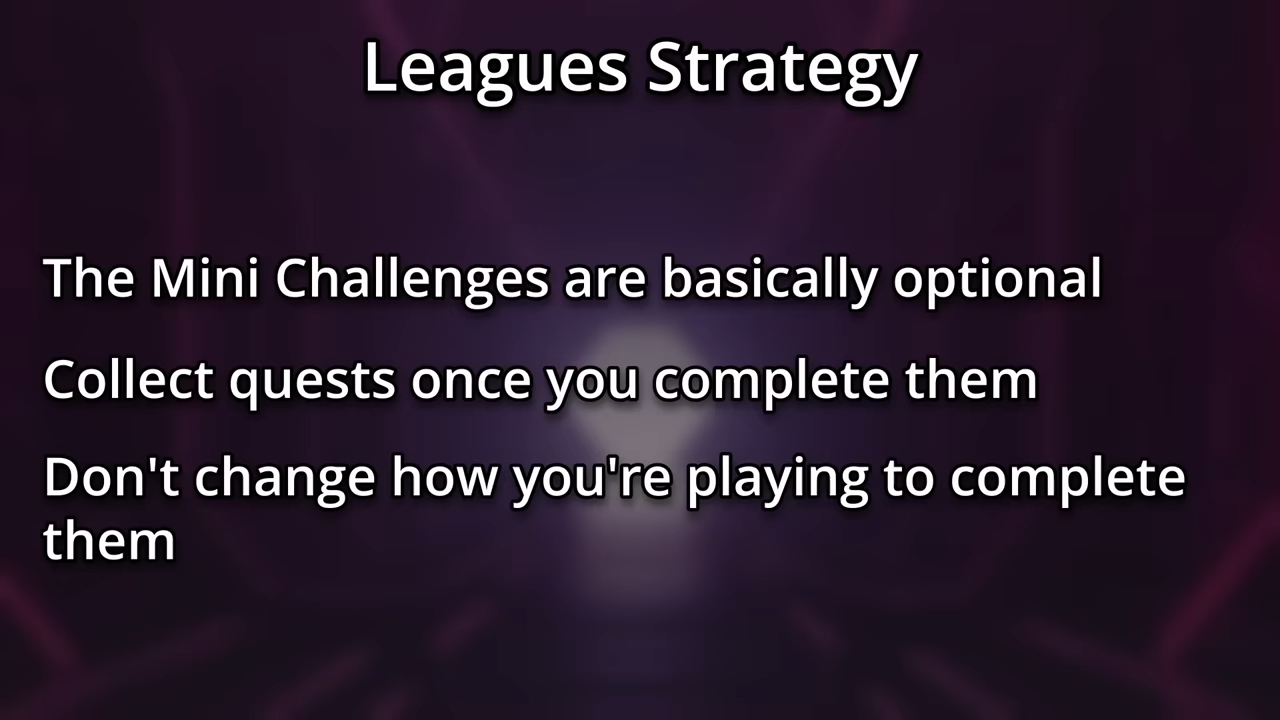 Leagues Strategy
The Mini Challenges are basically optional
Collect quests once you complete them
Don't change how you're playing to complete
them